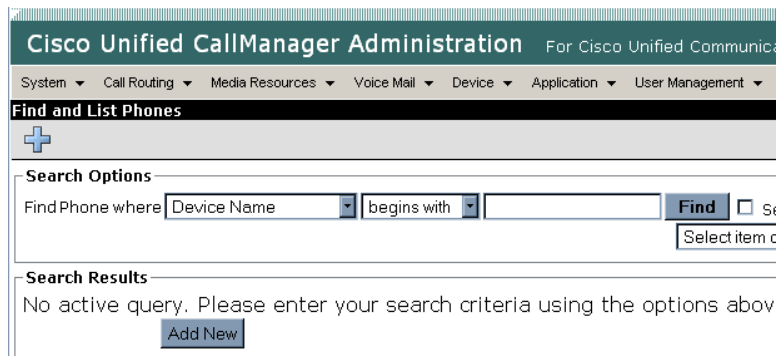 Cisco Unified CallManager Administration For Cisco Unified Communica
System Call Routing Media Resources Voice Mail Device Application User Management
Find and List Phones
Search Options
Find Phone where Device Name begins with Find Se
Select item o
Search Results
No active query. Please enter your search criteria using the options abov
Add New